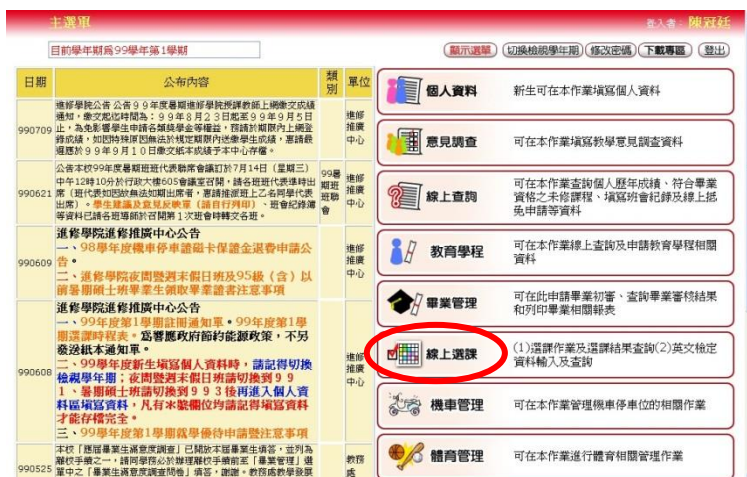 主選單
登入者: 陳冠廷
目前學年期為99學年第1學期
顯示選單 切換檢視學年期 修改密碼 下載專區 登出
日期 公布內容 類別 單位
990709
進修學院公告 公告99年度暑期進修學院授課教師上網繳交成績
通知，繳交起迄時間為：99年8月23日起至99年9月5日
止，為免影響學生申請各類獎學金等權益，務請於期限內上網登
錄成績，如因特殊原因無法於規定期限內送繳學生成績，惠請最
遲應於99年9月10日繳交紙本成績予本中心存檔。
進修推廣中心
990621
公告本校99年度暑期班班代表聯席會議訂於7月14日（星期三）
中午12時10分於行政大樓605會議室召開，請各班班代表準時出
席（班代表如因故無法如期出席者，惠請推派班上乙名同學代表
出席）。學生建議及意見反映單（請自行列印）、班會紀錄簿
等資料已請各班導師於召開第1次班會時轉交各班。
99暑期班班聯會
進修推廣中心
990609
進修學院進修推廣中心公告
一、98學年度機車停車證磁卡保證金退費申請公
告。
二、進修學院夜間暨週末假日班及95級（含）以
前暑期碩士班畢業生領取畢業證書注意事項
進修推廣中心
990608
進修學院進修推廣中心公告
一、99年度第1學期註冊通知單。99年度第1學
期選課時程表。為響應政府節約能源政策，不另
發送紙本通知單。
二、99學年度新生填寫個人資料時，請記得切換
檢視學年期；夜間暨週末假日班請切換到99
1、暑期碩士班請切換到993後再進入個人資
料區填寫資料，凡有米號欄位均請記得填寫資料
才能存檔完全。
三、99學年度第1學期就學優待申請暨注意事項
進修推廣中心
990525
本校「應屆畢業生滿意度調查」已開放本屆畢業生填答，並列為
離校手續之一，請同學務必於辦理離校手續前至「畢業管理」選
單中之「畢業生滿意度調查問卷」填答，謝謝。教務處教學發展
教務處
個人資料 新生可在本作業填寫個人資料
意見調查 可在本作業填寫教學意見調查資料
線上查詢 可在本作業查詢個人歷年成績、符合畢業
資格之未修課程、填寫班會紀錄及線上抵
免申請等資料
教育學程 可在本作業線上查詢及申請教育學程相關
資料
畢業管理 可在此申請畢業初審、查詢畢業審核結果
和列印畢業相關報表
線上選課 (1)選課作業及選課結果查詢(2)英文檢定
資料輸入及查詢
機車管理 可在本作業管理機車停車位的相關作業
體育管理 可在本作業進行體育相關管理作業